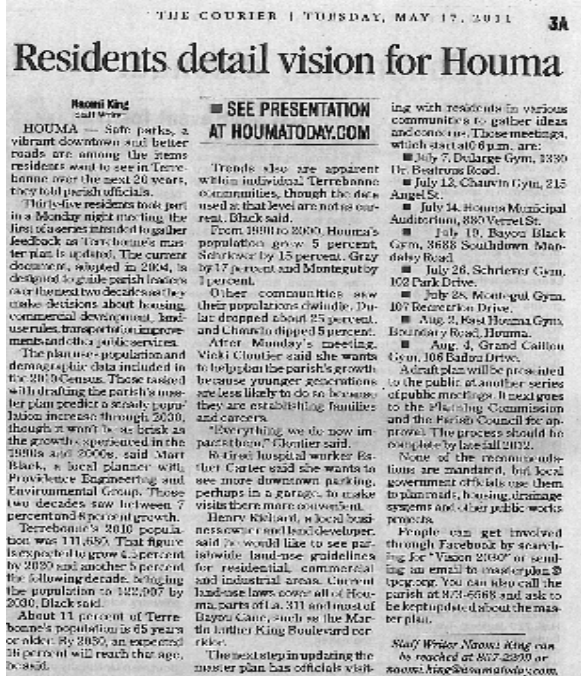 THE COURIER | TUESDAY, MAY 17, 2011 3A
Residents detail vision for Houma
Naomi King
Staff Writer
HOUMA — Safe parks, a
vibrant downtown and better
roads are among the items
residents want to see in Terre-
bonne over the next 20 years,
they told parish officials.
Thirty-five residents took part
in a Monday night meeting, the
first of a series intended to gather
feedback as Terrebonne's mas-
ter plan is updated. The current
document, adopted in 2004, is
designed to guide parish leaders
over the next two decades as they
make decisions about housing,
commercial development, land-
use rules, transportation improve-
ments and other public services.
The plan uses population and
demographic data included in
the 2010 Census. Those tasked
with drafting the parish's mas-
ter plan predict a steady popu-
lation increase through 2030,
though it won't be as brisk as
the growth experienced in the
1990s and 2000s, said Mart
Black, a local planner with
Providence Engineering and
Environmental Group. Those
two decades saw between 7
percent and 8 percent growth.
Terrebonne's 2010 popula-
tion was 111,860. That figure
is expected to grow percent
by 2020 and another 5 percent
the following decade, bringing
the population to 122,907 by
2030, Black said.
About 11 percent of Terre-
bonne's population is 65 years
or older. By 2030, an expected
16 percent will reach that age,
he said.
■ SEE PRESENTATION
AT HOUMATODAY.COM
Trends also are apparent
within individual Terrebonne
communities, though the data
used at that level are not as cur-
rent, Black said.
From 1990 to 2000, Houma's
population grew 5 percent,
Schriever by 15 percent, Gray
by 17 percent and Montegut by
1 percent.
Other communities saw
their populations dwindle. Du-
lac dropped about 25 percent,
and Chauvin dipped 5 percent.
After Monday's meeting,
Vicki Cloutier said she wants
to help plan the parish's growth
because younger generations
are less likely to do so because
they are establishing families
and careers.
"Everything we do now im-
pacts them," Cloutier said.
Retired hospital worker Es-
ther Carter said she wants to
see more downtown parking,
perhaps in a garage, to make
visits there more convenient.
Henry Richard, a local busi-
ness owner and land developer,
said he would like to see par-
ishwide land-use guidelines
for residential, commercial
and industrial areas. Current
land-use laws cover all of Hou-
ma, parts of La. 311 and most of
Bayou Cane, such as the Mar-
tin Luther King Boulevard cor-
ridor.
The next step in updating the
master plan has officials visit-
ing with residents in various
communities to gather ideas
and concerns. Those meetings,
which start at 6 p.m., are:
■ July 7, Dularge Gym, 1330
Dr. Beatrous Road.
■ July 12, Chauvin Gym, 215
Angel St.
■ July 14, Houma Municipal
Auditorium, 880 Verret St.
■ July 19, Bayou Black
Gym, 3688 Southdown Man-
dalay Road.
■ July 26, Schriever Gym,
102 Park Drive.
■ July 28, Montegut Gym,
107 Recreation Drive.
■ Aug. 2, East Houma Gym,
Boundary Road, Houma.
■ Aug. 4, Grand Caillou
Gym, 106 Badou Drive.
A draft plan will be presented
to the public at another series
of public meetings. It next goes
to the Planning Commission
and the Parish Council for ap-
proval. The process should be
complete by late fall 2012.
None of the recommenda-
tions are mandated, but local
government officials use them
to plan roads, housing, drainage
systems and other public works
projects.
People can get involved
through Facebook by search-
ing for "Vision 2030" or send-
ing an email to masterplan@
tpcg.org. You can also call the
parish at 873-6568 and ask to
be kept updated about the mas-
ter plan.
Staff Writer Naomi King can
be reached at or
naomi.king@houmatoday.com.